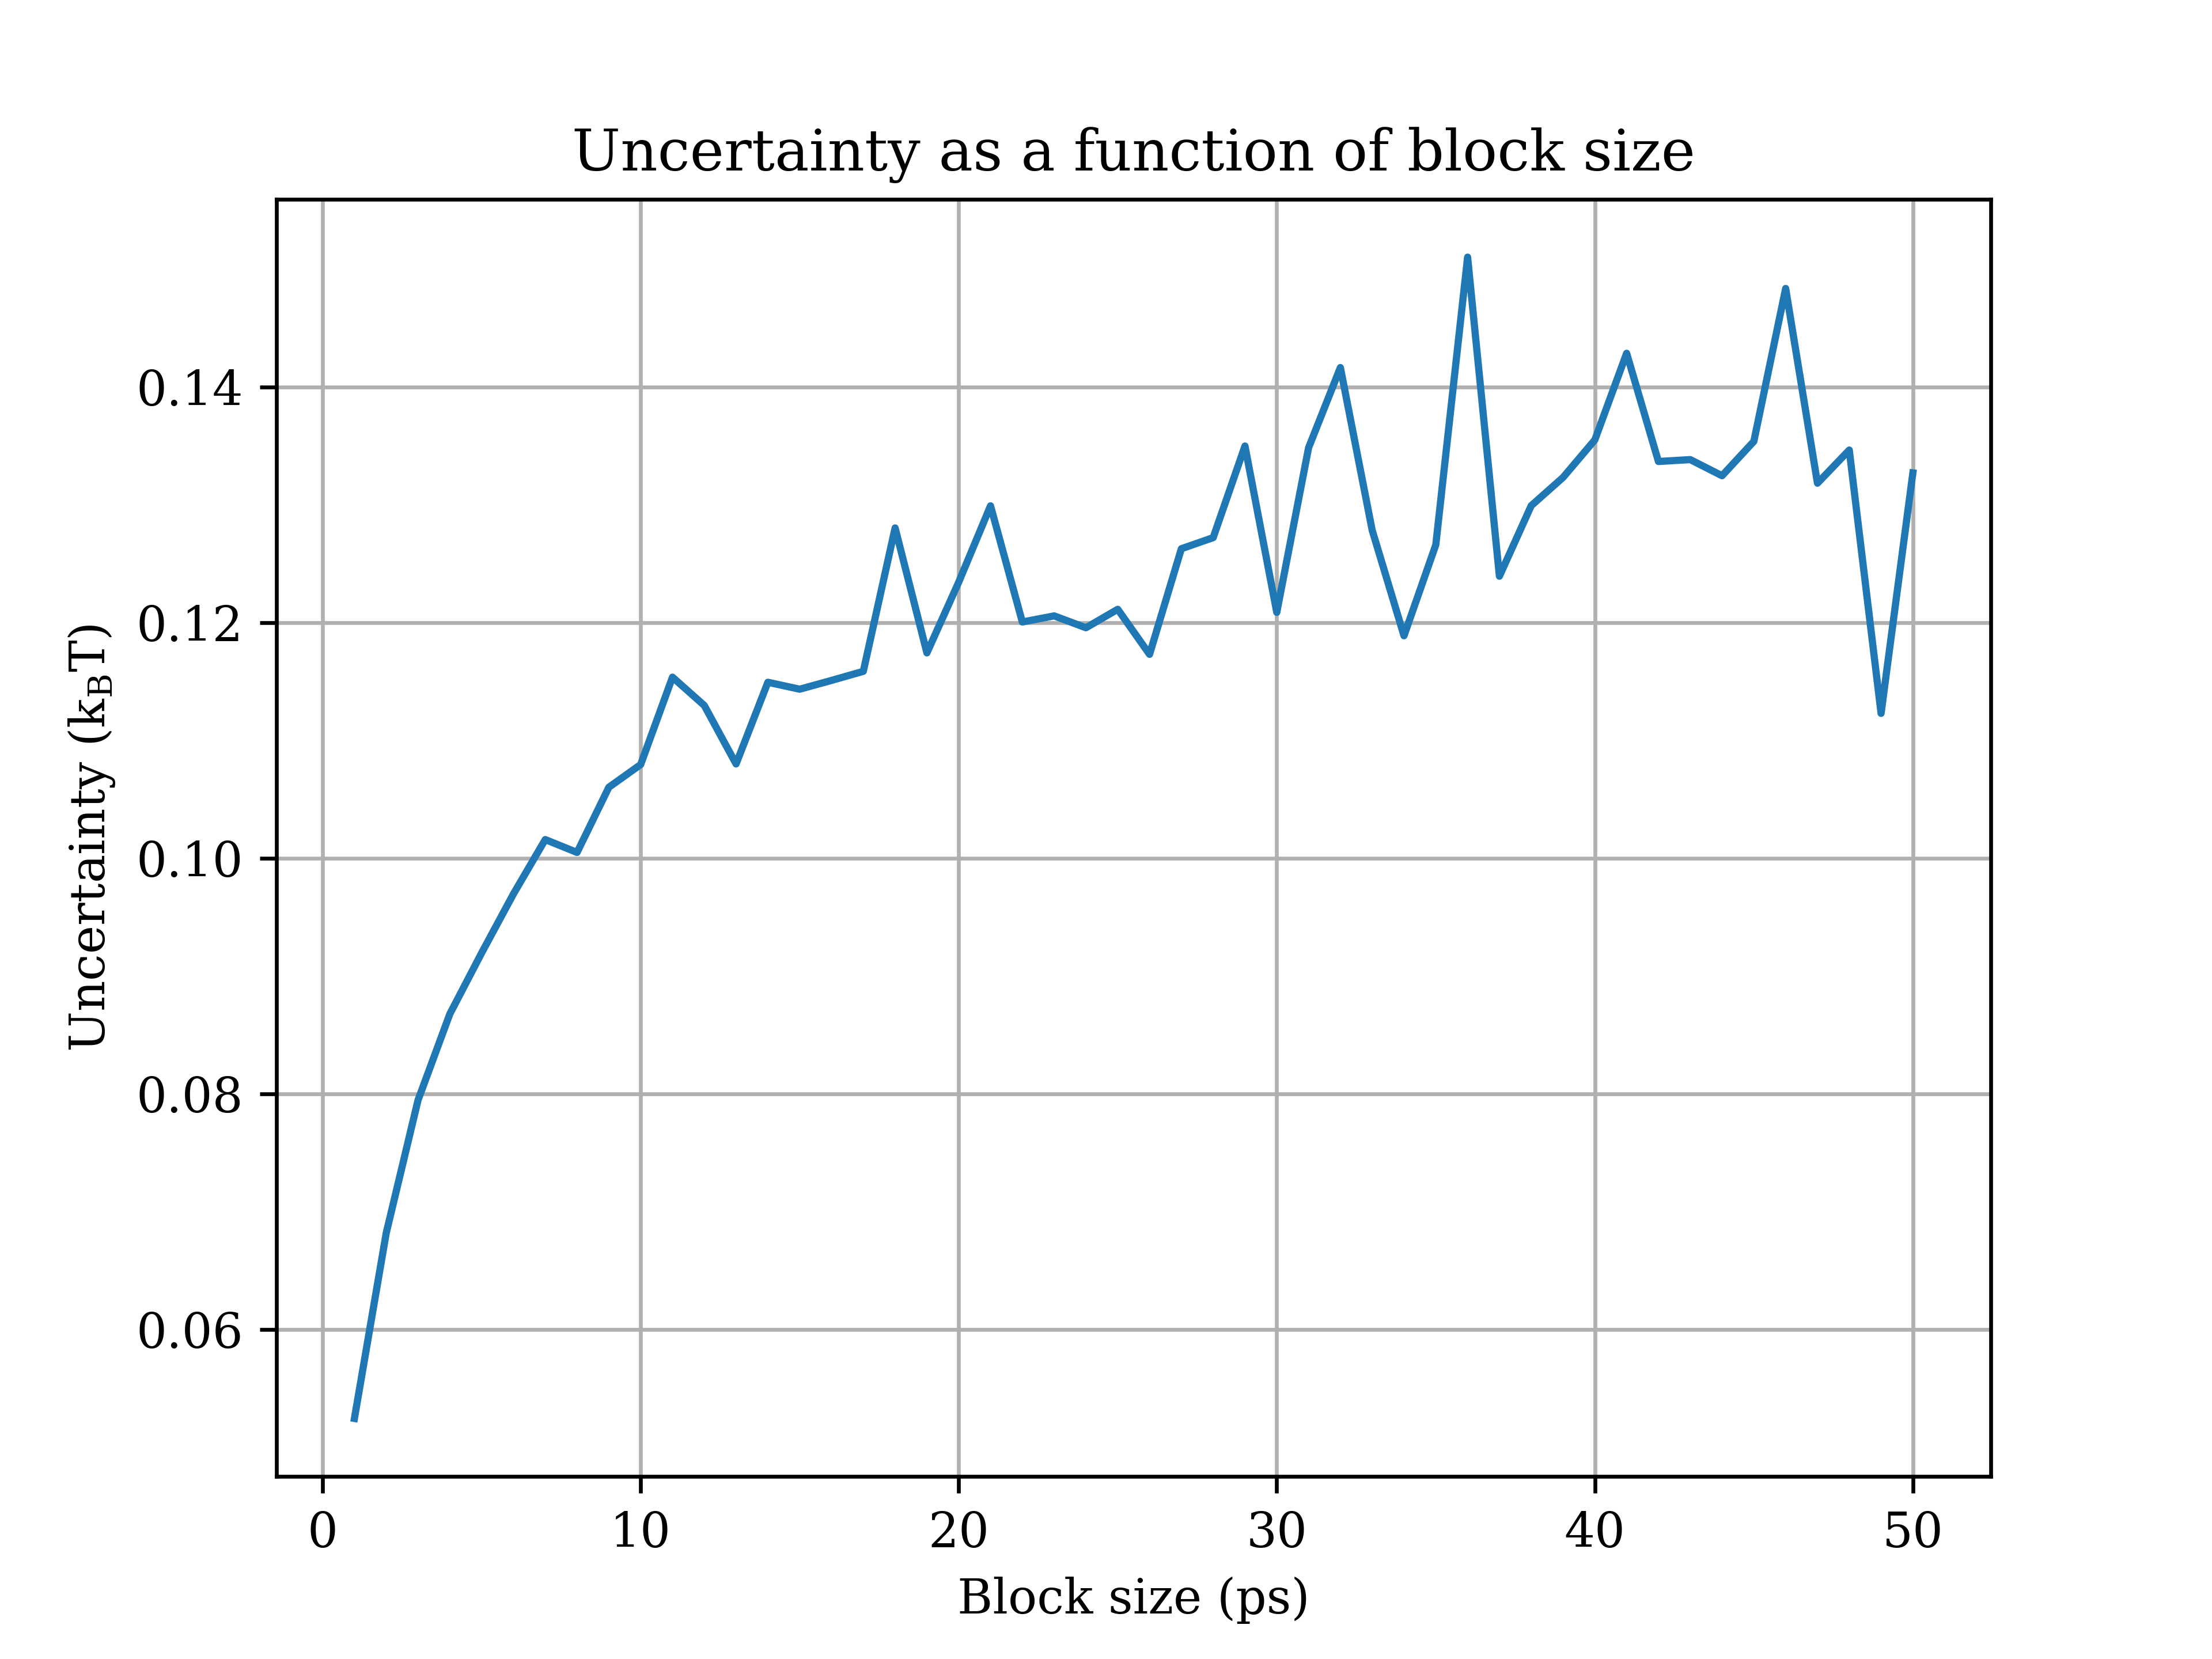 Uncertainty as a function of block size
Uncertainty (k_BT)
0.14
0.12
0.10
0.08
0.06
0 10 20 30 40 50
Block size (ps)